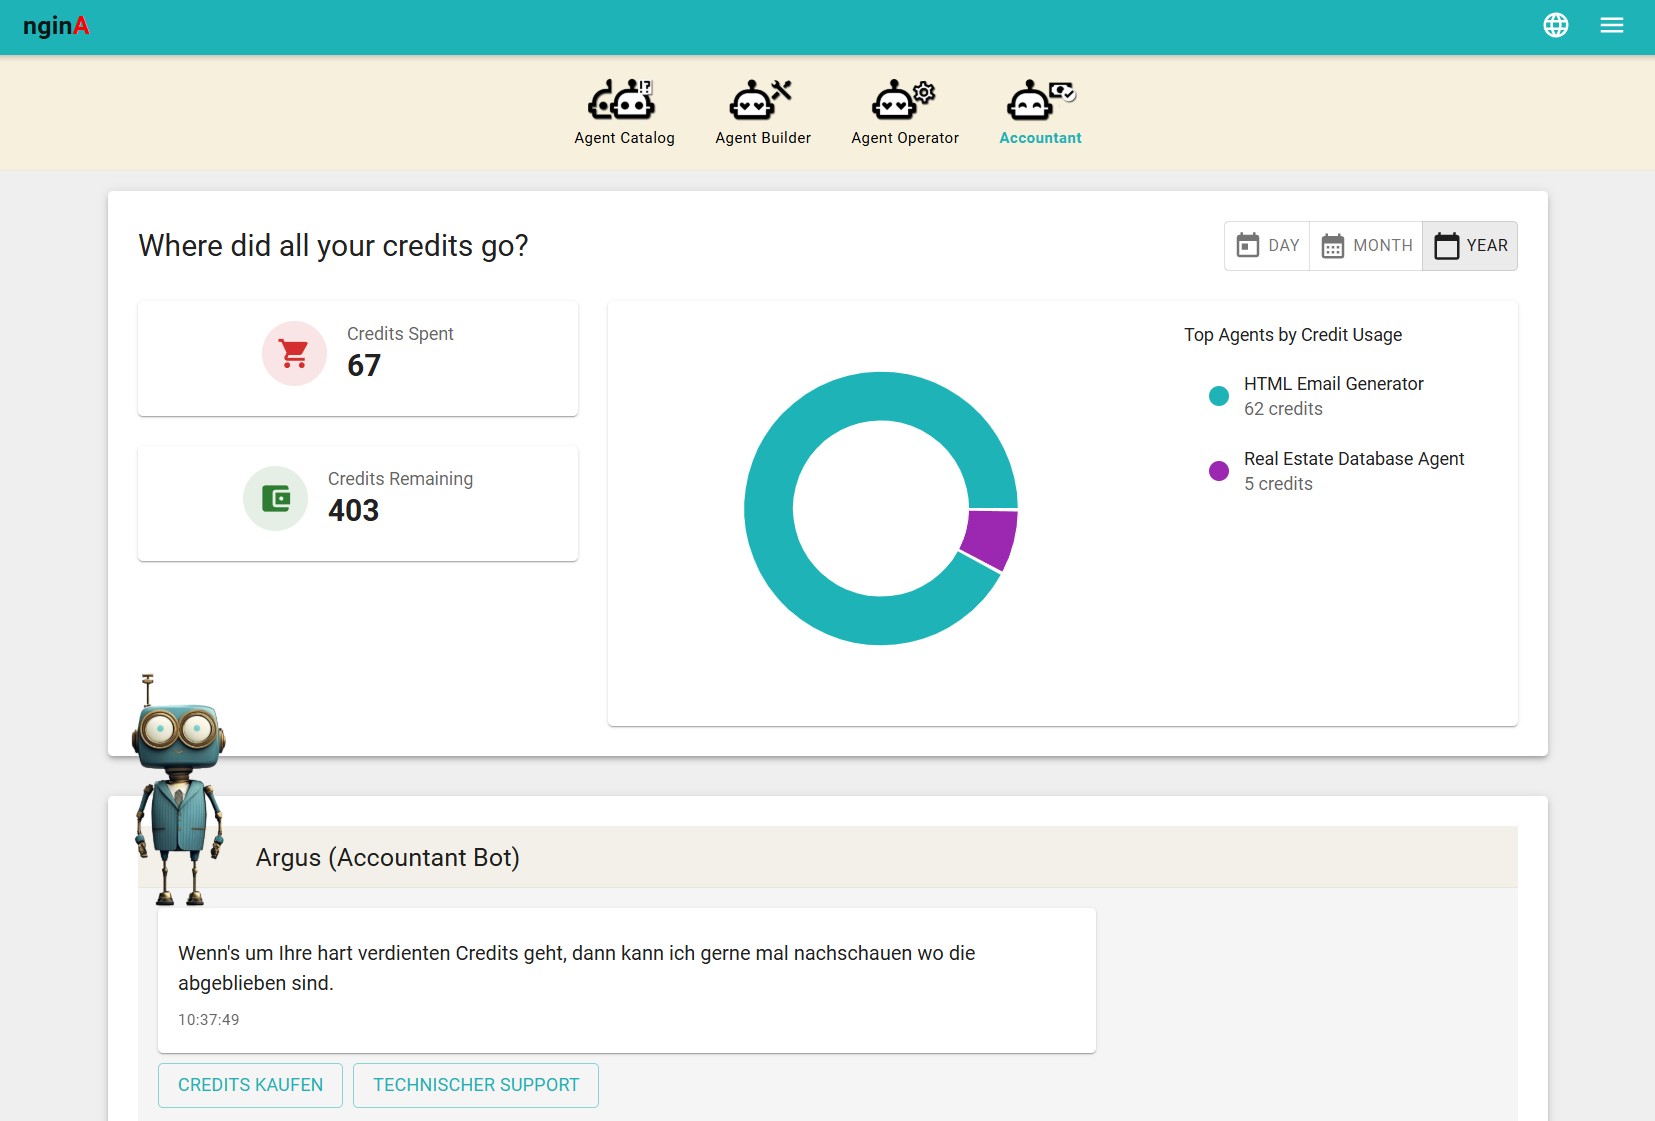 nginA
Agent Catalog
Agent Builder
Agent Operator
Accountant
Where did all your credits go?
DAY
MONTH
YEAR
Credits Spent
67
Credits Remaining
403
Top Agents by Credit Usage
HTML Email Generator
62 credits
Real Estate Database Agent
5 credits
Argus (Accountant Bot)
Wenn's um Ihre hart verdienten Credits geht, dann kann ich gerne mal nachschauen wo die
abgeblieben sind.
10:37:49
CREDITS KAUFEN
TECHNISCHER SUPPORT